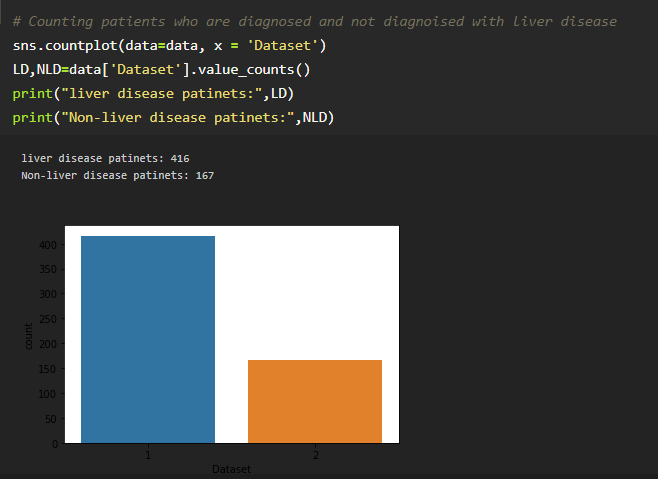 # Counting patients who are diagnosed and not diagnoised with liver disease
sns.countplot(data=data, x = 'Dataset')
LD,NLD=data['Dataset'].value_counts()
print("liver disease patinets:",LD)
print("Non-liver disease patinets:",NLD)
liver disease patinets: 416
Non-liver disease patinets: 167
400
350
300
250
200
150
100
50
0
count
1 2
Dataset